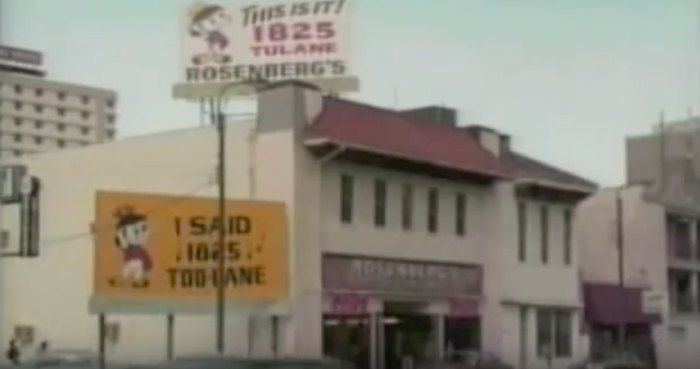 THIS IS IT!
1825
TULANE
ROSENBERG'S
I SAID
1825
TOO-LANE
ROSENBERG'S